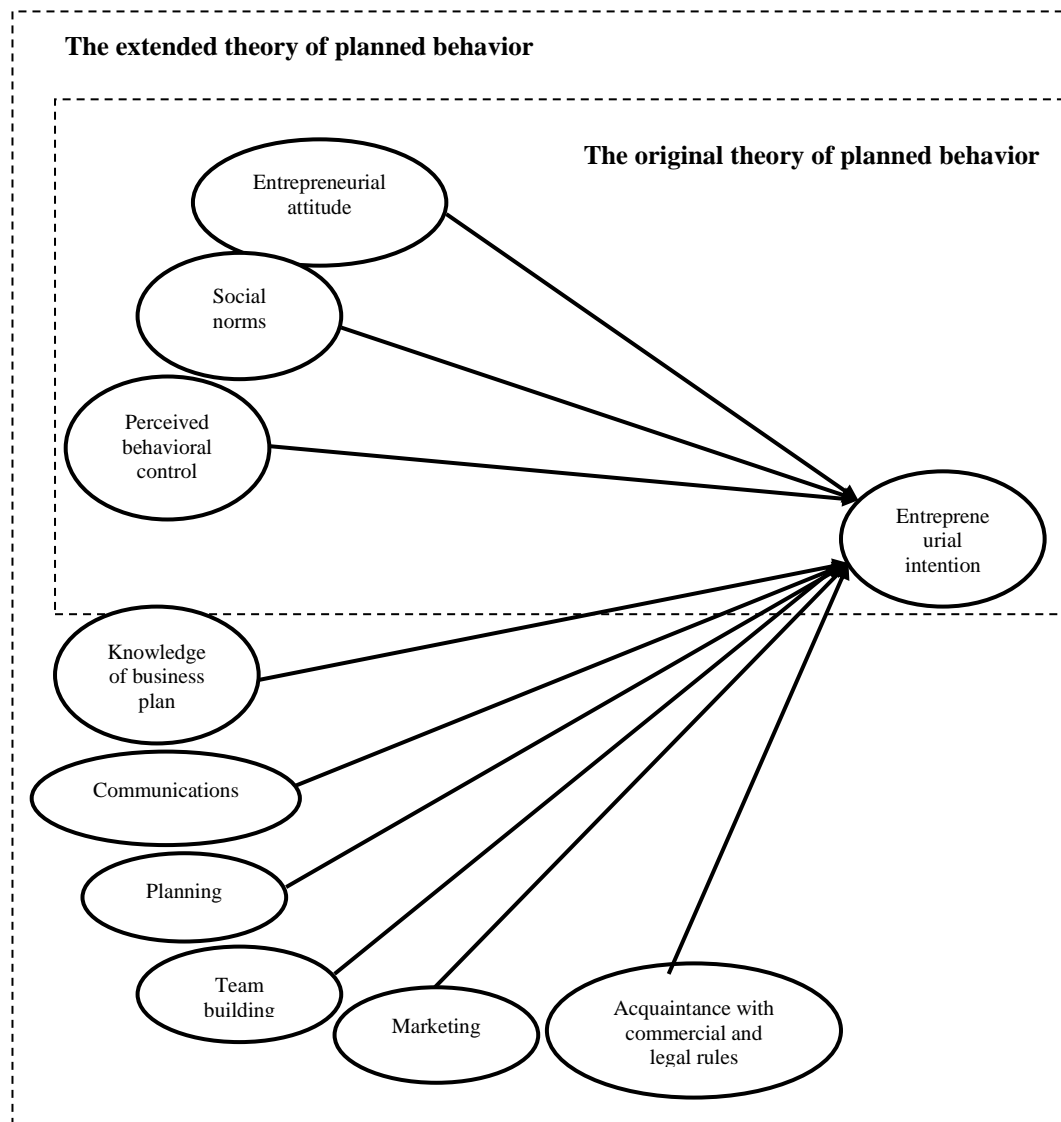 The extended theory of planned behavior
The original theory of planned behavior
Entrepreneurial
attitude
Social
norms
Perceived
behavioral
control
Entreprene
urial
intention
Knowledge
of business
plan
Communications
Planning
Team
building
Marketing
Acquaintance with
commercial and
legal rules